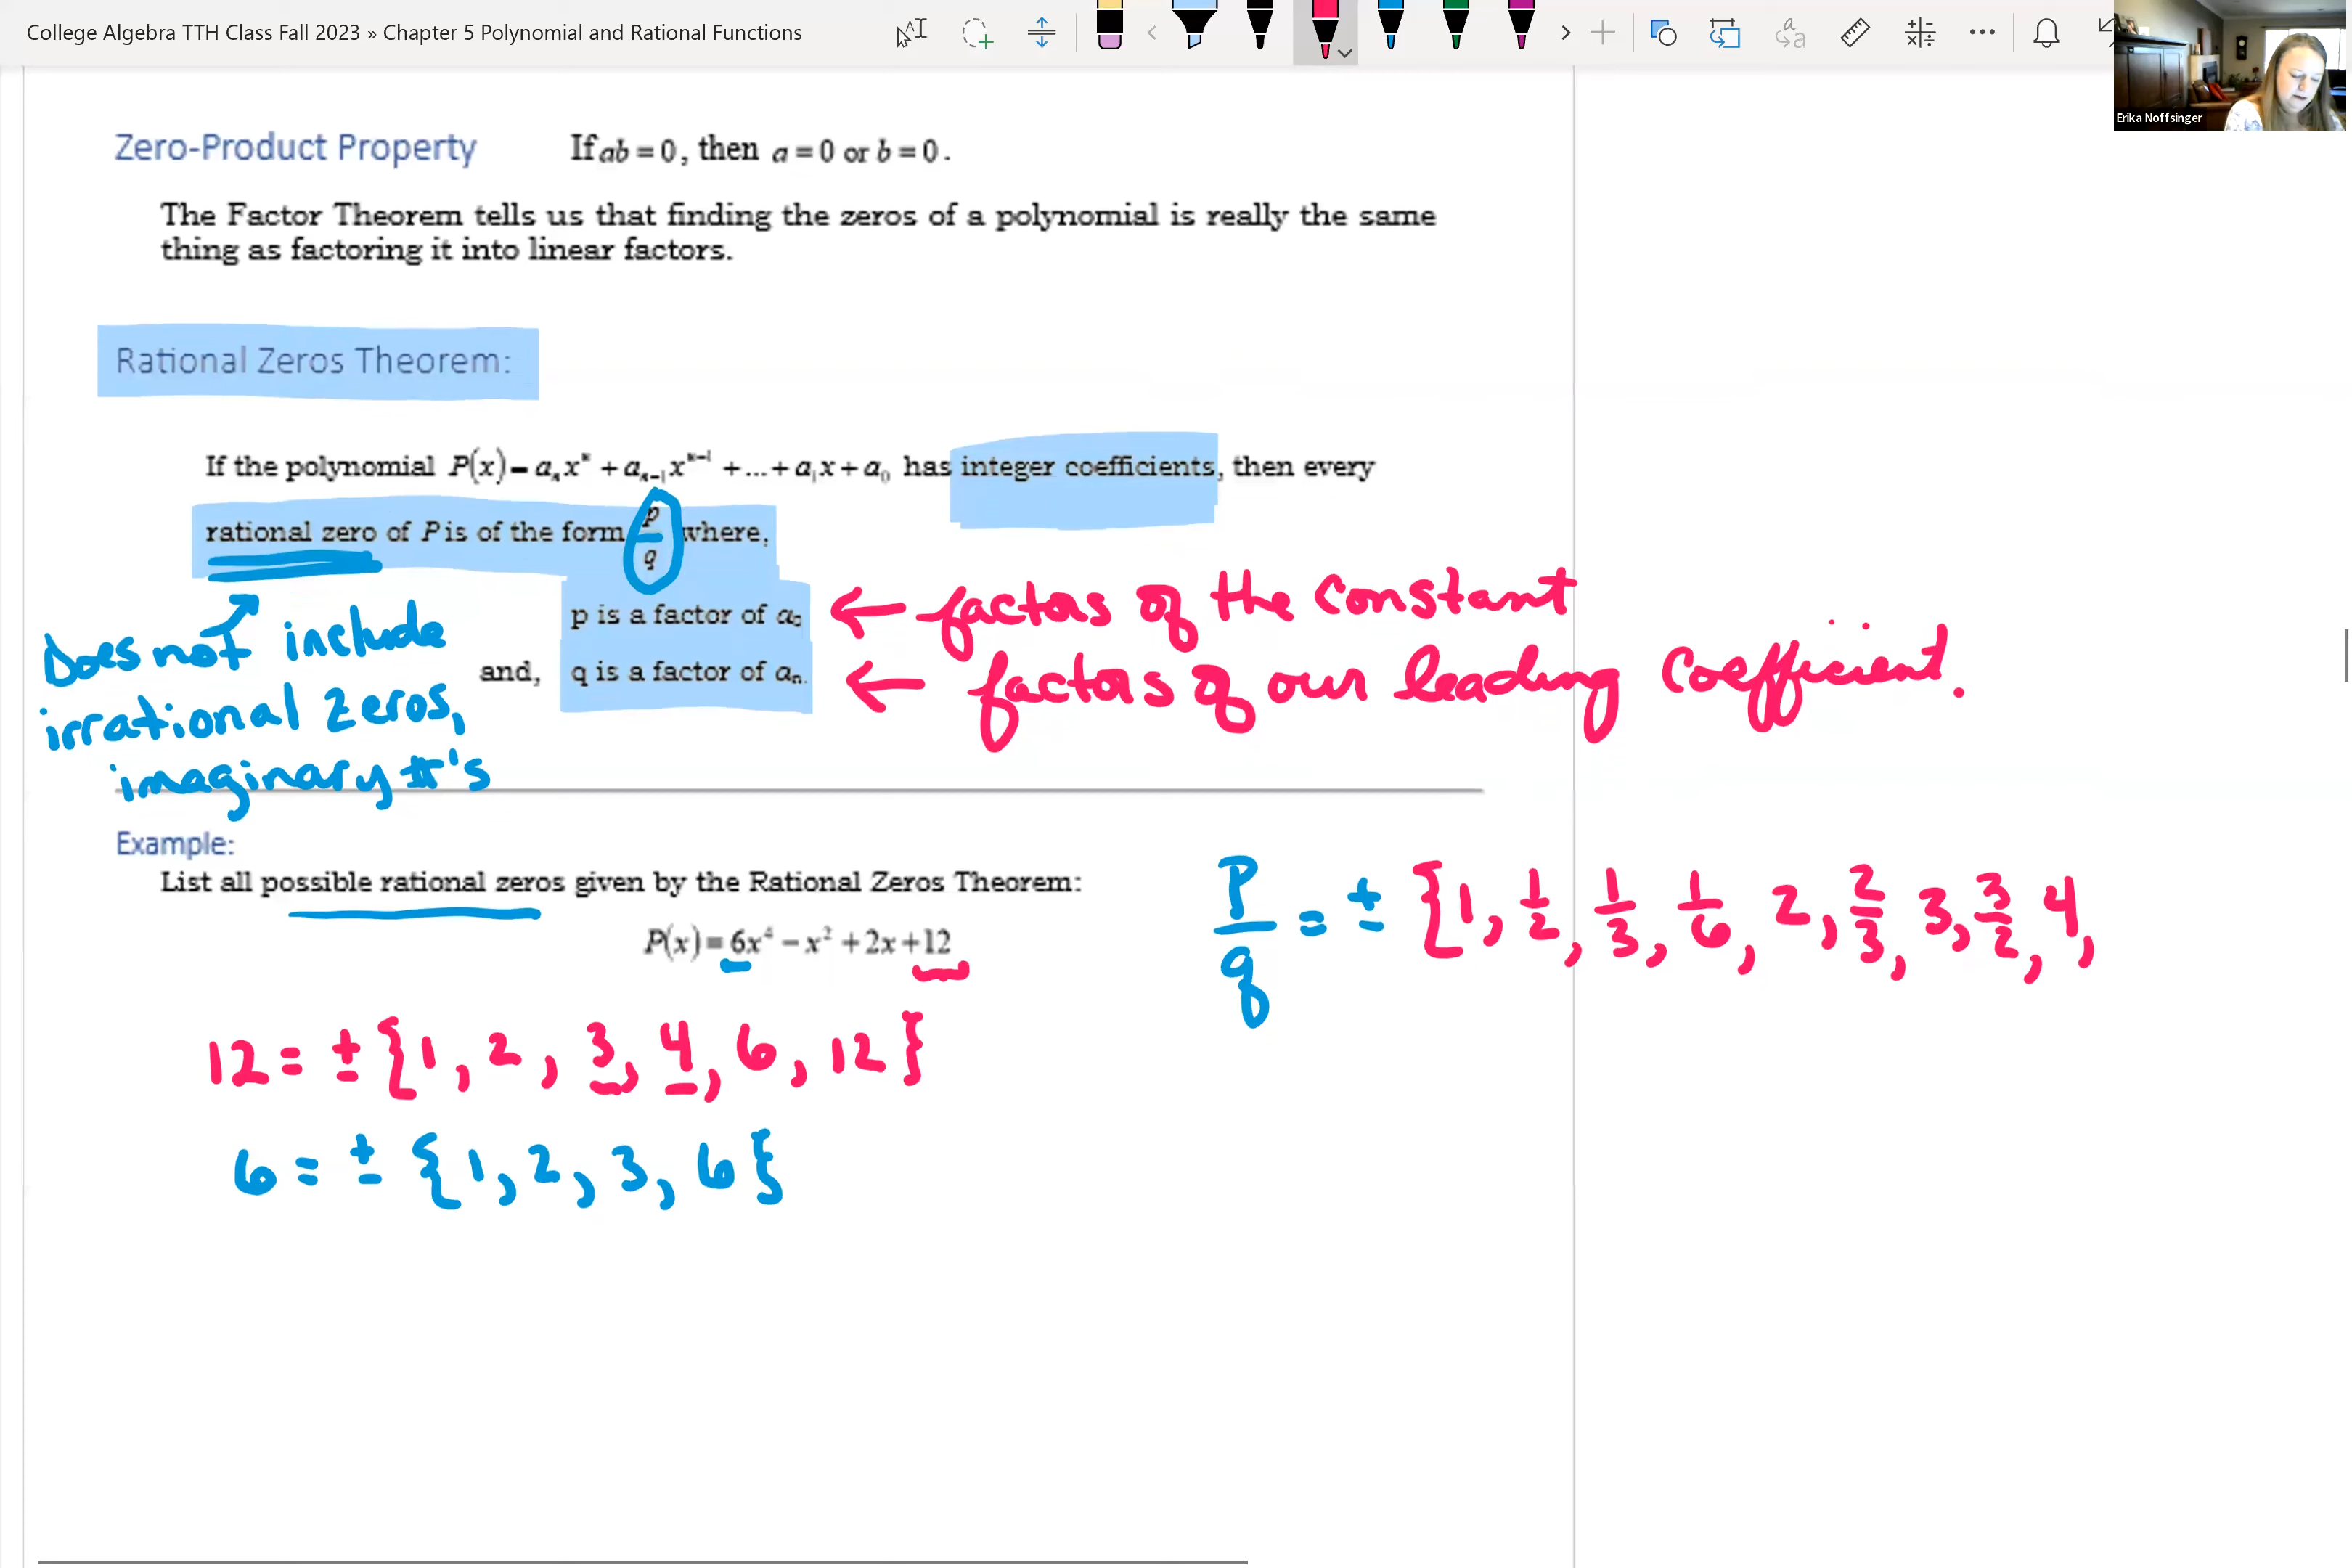 College Algebra TTH Class Fall 2023 » Chapter 5 Polynomial and Rational Functions
Erika Noffsinger
Zero-Product Property If ab = 0, then a = 0 or b = 0.
The Factor Theorem tells us that finding the zeros of a polynomial is really the same
thing as factoring it into linear factors.
Rational Zeros Theorem:
If the polynomial P(x) = aₙxⁿ + aₙ₋₁xⁿ⁻¹ + ... + a₁x + a₀ has integer coefficients, then every
rational zero of P is of the form p/q where,
p is a factor of a₀ ← factors of the constant
and, q is a factor of aₙ. ← factors of our leading coefficient.
Does not include
irrational zeros,
imaginary #'s
Example:
List all possible rational zeros given by the Rational Zeros Theorem:
P(x) = 6x⁴ − x² + 2x + 12
P/q = ± {1, 1/2, 1/3, 1/6, 2, 2/3, 3, 3/2, 4,
12 = ± {1, 2, 3, 4, 6, 12}
6 = ± {1, 2, 3, 6}